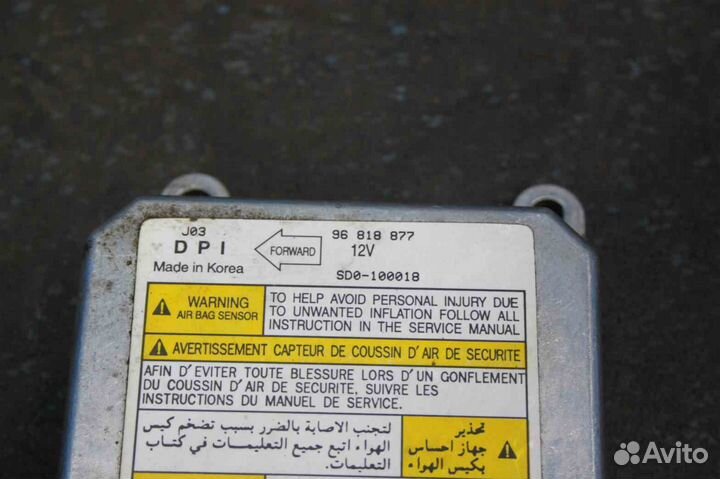 J03
DPI
Made in Korea
FORWARD
96 818 877
12V
SD0-100018
WARNING
AIR BAG SENSOR
TO HELP AVOID PERSONAL INJURY DUE
TO UNWANTED INFLATION FOLLOW ALL
INSTRUCTION IN THE SERVICE MANUAL
AVERTISSEMENT CAPTEUR DE COUSSIN D'AIR DE SECURITE
AFIN D'EVITER TOUTE BLESSURE LORS D'UN GONFLEMENT
DU COUSSIN D'AIR DE SECURITE, SUIVRE LES
INSTRUCTIONS DU MANUEL DE SERVICE.
تحذير
جهاز احساس
بكيس الهواء
لتجنب الاصابة بالضرر بسبب تضخم كيس
الهواء اتبع جميع التعليمات في كتاب
التعليمات.
Avito